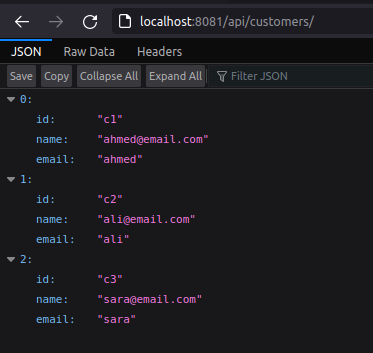 localhost:8081/api/customers/
JSON Raw Data Headers
Save Copy Collapse All Expand All Filter JSON
0:
id: "c1"
name: "ahmed@email.com"
email: "ahmed"
1:
id: "c2"
name: "ali@email.com"
email: "ali"
2:
id: "c3"
name: "sara@email.com"
email: "sara"